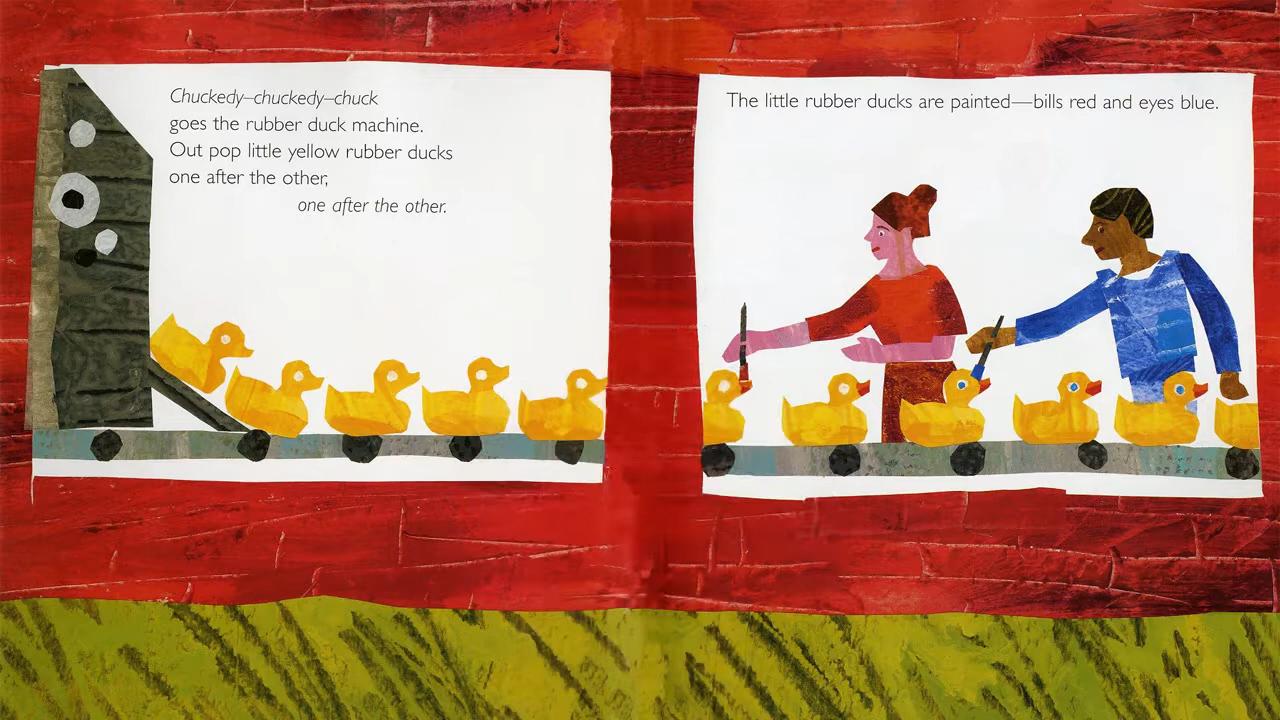 Chuckedy–chuckedy–chuck
goes the rubber duck machine.
Out pop little yellow rubber ducks
one after the other,
one after the other.
The little rubber ducks are painted—bills red and eyes blue.